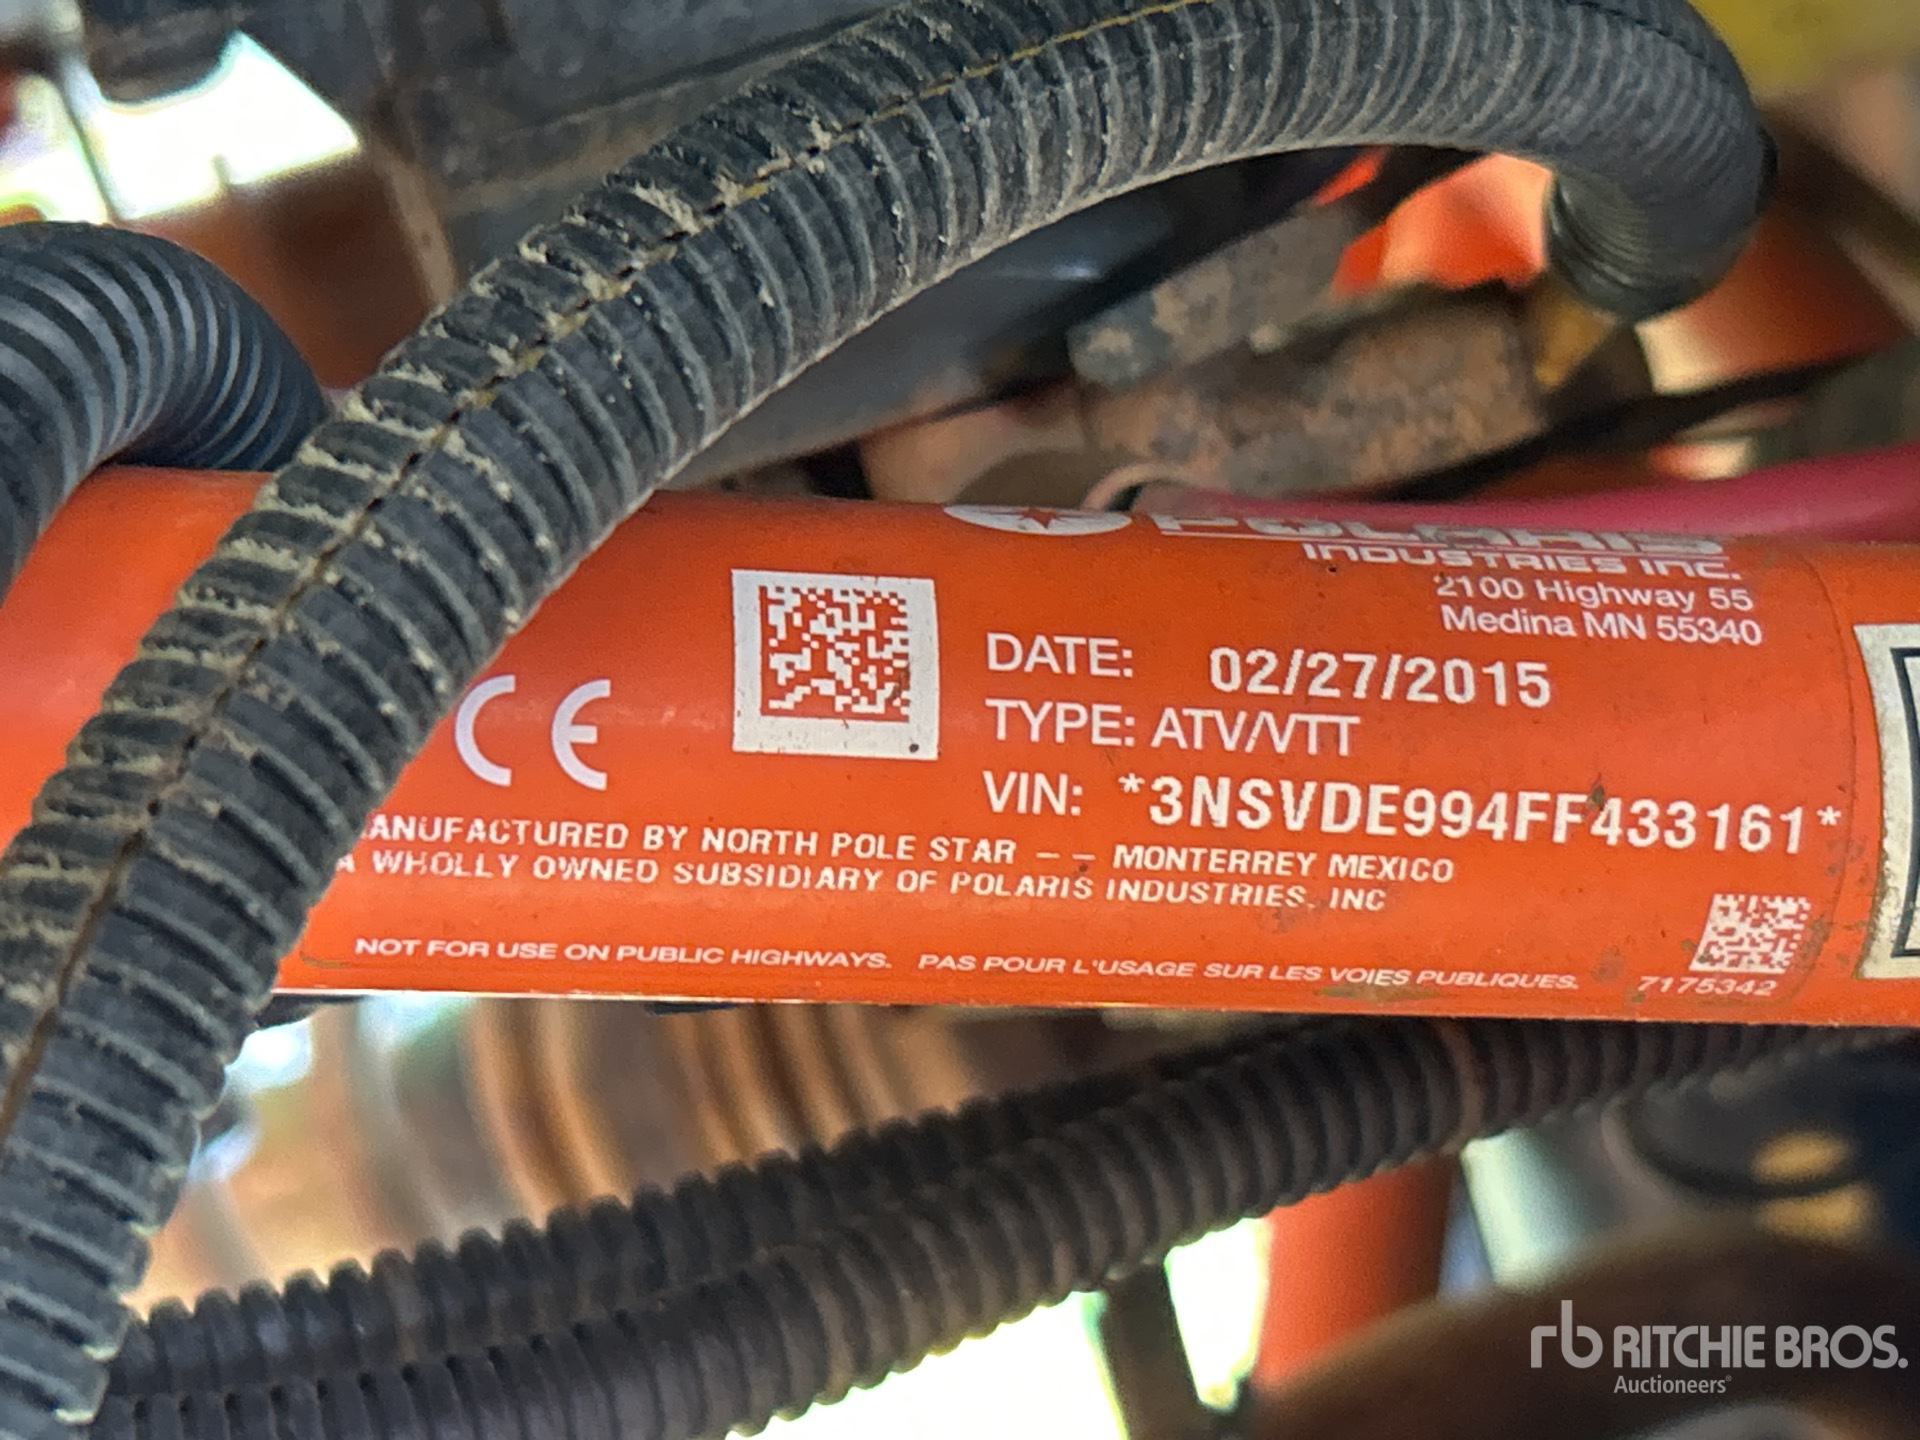 POLARIS
INDUSTRIES INC.
2100 Highway 55
Medina MN 55340
DATE: 02/27/2015
TYPE: ATV/VTT
VIN: *3NSVDE994FF433161*
CE
ANUFACTURED BY NORTH POLE STAR – – MONTERREY MEXICO
A WHOLLY OWNED SUBSIDIARY OF POLARIS INDUSTRIES, INC
NOT FOR USE ON PUBLIC HIGHWAYS. PAS POUR L'USAGE SUR LES VOIES PUBLIQUES.
7175342
rb RITCHIE BROS.
Auctioneers